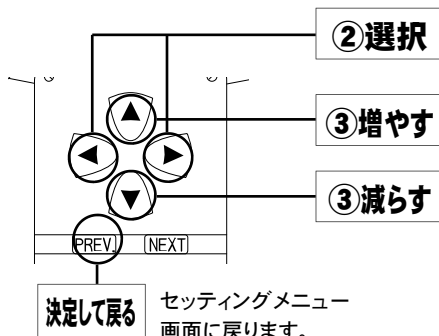 ②選択
③増やす
③減らす
PREV. NEXT
決定して戻る
セッティングメニュー
画面に戻ります。